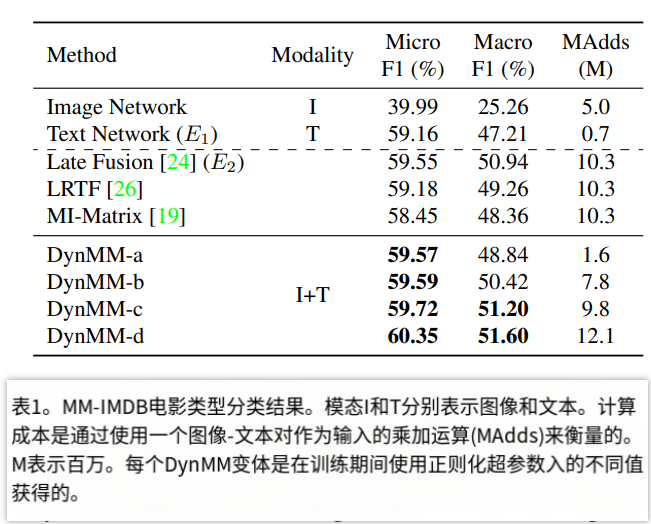 Method Modality Micro F1 (%) Macro F1 (%) MAdds (M)
Image Network I 39.99 25.26 5.0
Text Network (E1) T 59.16 47.21 0.7
Late Fusion [24] (E2) 59.55 50.94 10.3
LRTF [26] 59.18 49.26 10.3
MI-Matrix [19] 58.45 48.36 10.3
I+T
DynMM-a 59.57 48.84 1.6
DynMM-b 59.59 50.42 7.8
DynMM-c 59.72 51.20 9.8
DynMM-d 60.35 51.60 12.1
表1。MM-IMDB电影类型分类结果。模态I和T分别表示图像和文本。计算
成本是通过使用一个图像-文本对作为输入的乘加运算(MAdds)来衡量的。
M表示百万。每个DynMM变体是在训练期间使用正则化超参数入的不同值
获得的。